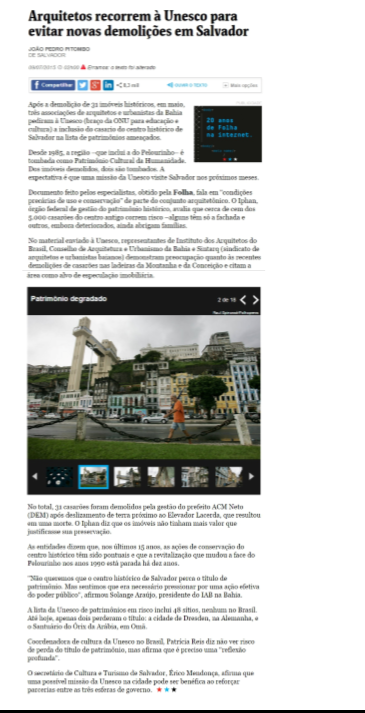 Arquitetos recorrem à Unesco para
evitar novas demolições em Salvador
JOÃO PEDRO PITOMBO
DE SALVADOR
Erramos: o texto foi alterado
Compartilhar
OUVIR O TEXTO
Mais opções
Após a demolição de 31 imóveis históricos, em maio,
três associações de arquitetos e urbanistas da Bahia
pediram à Unesco (braço da ONU para educação e
cultura) a inclusão do casario do centro histórico de
Salvador na lista de patrimônios ameaçados.
20 anos
de Folha
na internet.
Desde 1985, a região –que inclui a do Pelourinho– é
tombada como Patrimônio Cultural da Humanidade.
Dos imóveis demolidos, dois são tombados. A
expectativa é que uma missão da Unesco visite Salvador nos próximos meses.
Documento feito pelos especialistas, obtido pela Folha, fala em "condições
precárias de uso e conservação" de parte do conjunto arquitetônico. O Iphan,
órgão federal de gestão do patrimônio histórico, avalia que cerca de cem dos
5.000 casarões do centro antigo correm risco –alguns têm só a fachada e
outros, embora deteriorados, ainda abrigam famílias.
No material enviado à Unesco, representantes do Instituto dos Arquitetos do
Brasil, Conselho de Arquitetura e Urbanismo da Bahia e Sintarq (sindicato de
arquitetos e urbanistas baianos) demonstram preocupação quanto às recentes
demolições de casarões nas ladeiras da Montanha e da Conceição e citam a
área como alvo de especulação imobiliária.
Patrimônio degradado
2 de 16
No total, 31 casarões foram demolidos pela gestão do prefeito ACM Neto
(DEM) após deslizamento de terra próximo ao Elevador Lacerda, que resultou
em uma morte. O Iphan diz que os imóveis não tinham mais valor que
justificasse sua preservação.
As entidades dizem que, nos últimos 15 anos, as ações de conservação do
centro histórico têm sido pontuais e que a revitalização que mudou a face do
Pelourinho nos anos 1990 está parada há dez anos.
"Não queremos que o centro histórico de Salvador perca o título de
patrimônio. Mas sentimos que era necessário pressionar por uma ação efetiva
do poder público", afirmou Solange Araújo, presidente do IAB na Bahia.
A lista da Unesco de patrimônios em risco inclui 48 sítios, nenhum no Brasil.
Até hoje, apenas dois perderam o título: a cidade de Dresden, na Alemanha, e
o Santuário do Órix da Arábia, em Omã.
Coordenadora de cultura da Unesco no Brasil, Patrícia Reis diz não ver risco
de perda do título de patrimônio, mas afirma que é preciso uma "reflexão
profunda".
O secretário de Cultura e Turismo de Salvador, Érico Mendonça, afirma que
uma possível missão da Unesco na cidade pode ser benéfica ao reforçar
parcerias entre as três esferas de governo.